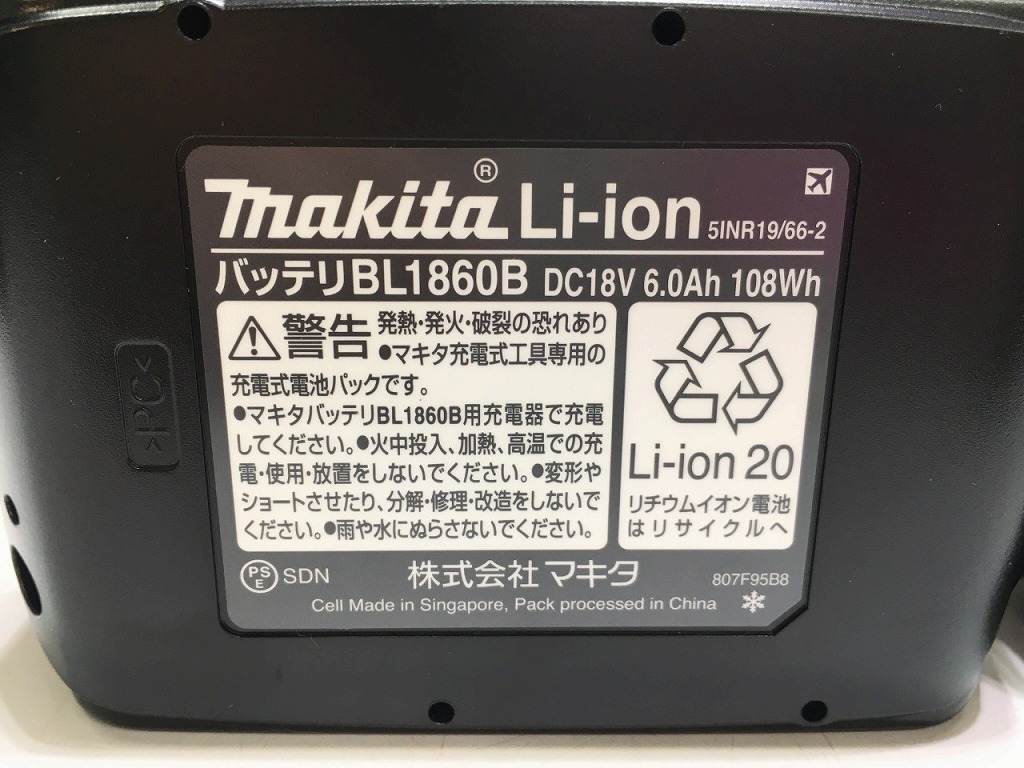 makita® Li-ion 5INR19/66-2
バッテリBL1860B DC18V 6.0Ah 108Wh
⚠警告 発熱・発火・破裂の恐れあり
●マキタ充電式工具専用の
充電式電池パックです。
●マキタバッテリBL1860B用充電器で充電
してください。●火中投入、加熱、高温での充
電・使用・放置をしないでください。●変形や
ショートさせたり、分解・修理・改造をしないで
ください。●雨や水にぬらさないでください。
Li-ion 20
リチウムイオン電池
はリサイクルへ
PSE SDN
株式会社 マキタ
807F95B8
Cell Made in Singapore, Pack processed in China
>PC<